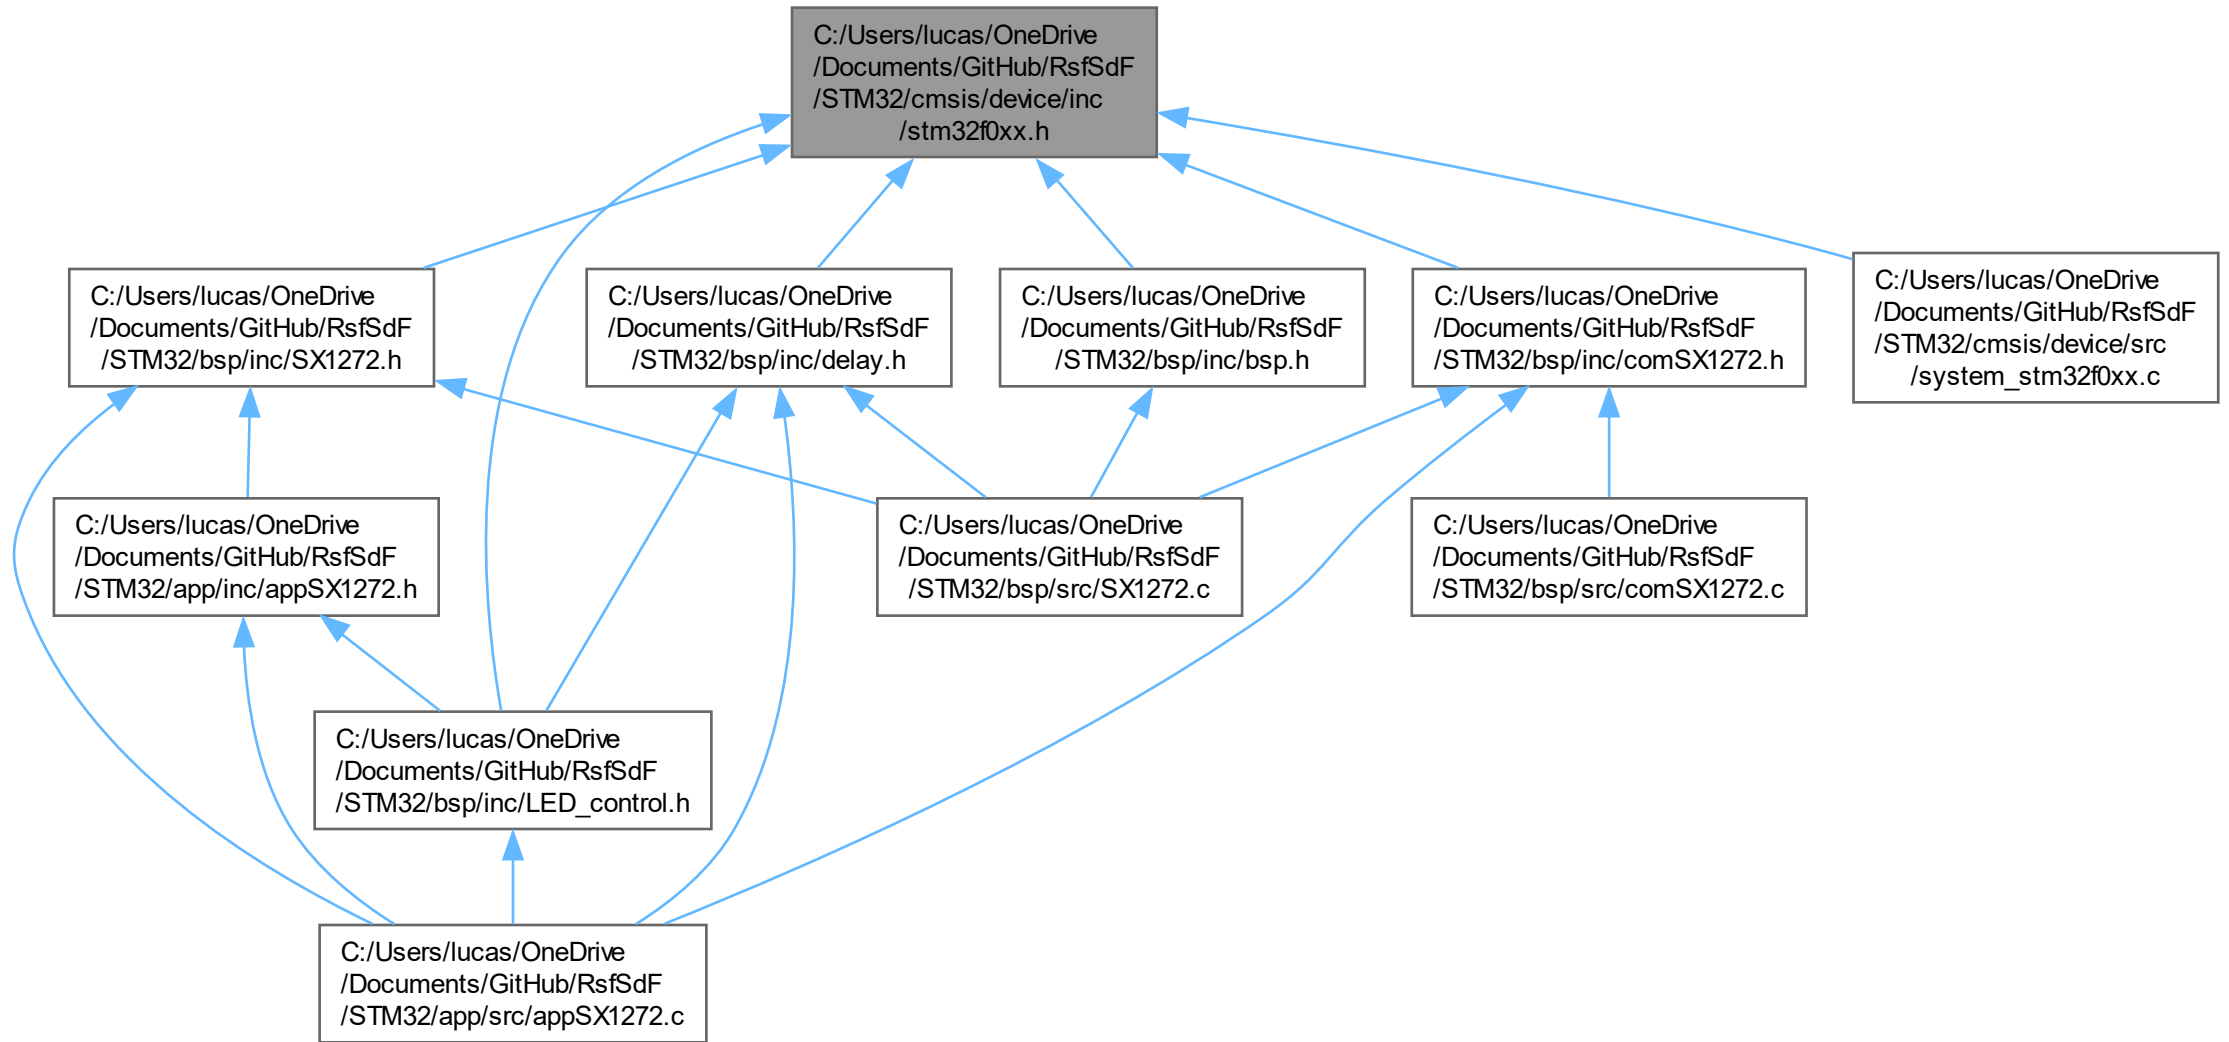 C:/Users/lucas/OneDrive
/Documents/GitHub/RsfSdF
/STM32/cmsis/device/inc
/stm32f0xx.h
C:/Users/lucas/OneDrive
/Documents/GitHub/RsfSdF
/STM32/bsp/inc/SX1272.h
C:/Users/lucas/OneDrive
/Documents/GitHub/RsfSdF
/STM32/bsp/inc/delay.h
C:/Users/lucas/OneDrive
/Documents/GitHub/RsfSdF
/STM32/bsp/inc/bsp.h
C:/Users/lucas/OneDrive
/Documents/GitHub/RsfSdF
/STM32/bsp/inc/comSX1272.h
C:/Users/lucas/OneDrive
/Documents/GitHub/RsfSdF
/STM32/cmsis/device/src
/system_stm32f0xx.c
C:/Users/lucas/OneDrive
/Documents/GitHub/RsfSdF
/STM32/app/inc/appSX1272.h
C:/Users/lucas/OneDrive
/Documents/GitHub/RsfSdF
/STM32/bsp/src/SX1272.c
C:/Users/lucas/OneDrive
/Documents/GitHub/RsfSdF
/STM32/bsp/src/comSX1272.c
C:/Users/lucas/OneDrive
/Documents/GitHub/RsfSdF
/STM32/bsp/inc/LED_control.h
C:/Users/lucas/OneDrive
/Documents/GitHub/RsfSdF
/STM32/app/src/appSX1272.c